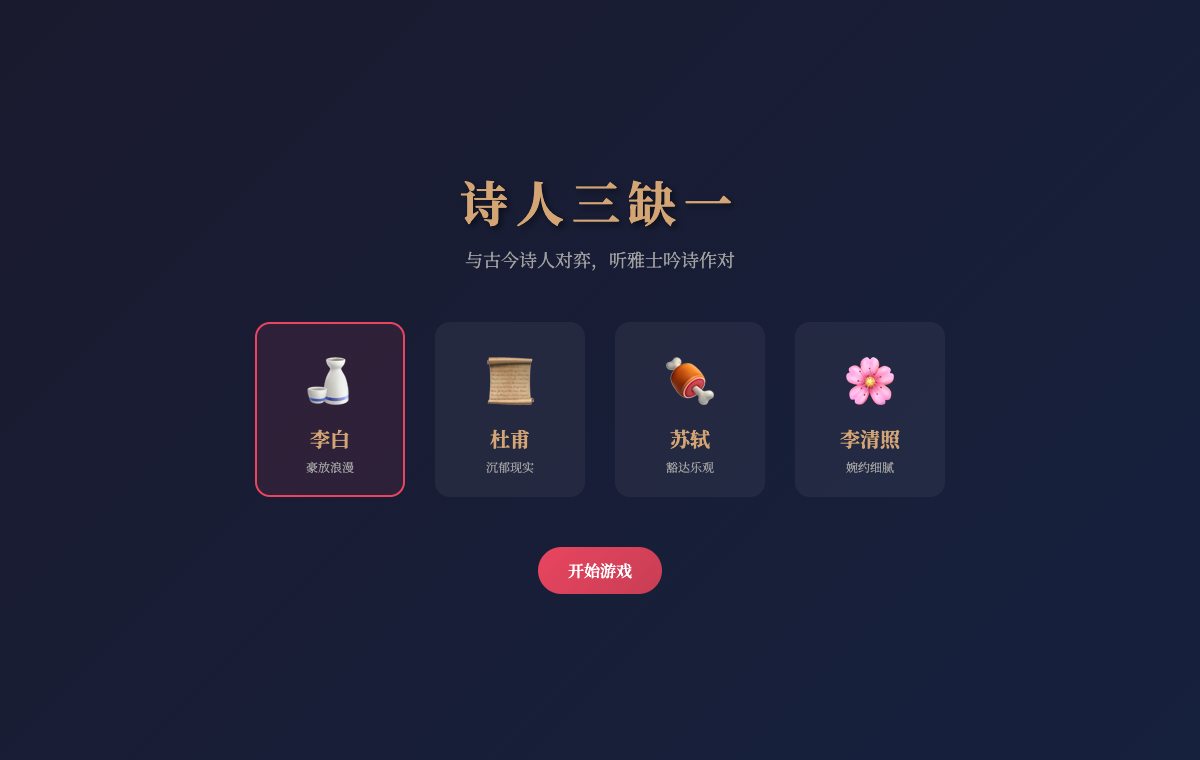 诗人三缺一
与古今诗人对弈，听雅士吟诗作对
李白
豪放浪漫
杜甫
沉郁现实
苏轼
豁达乐观
李清照
婉约细腻
开始游戏